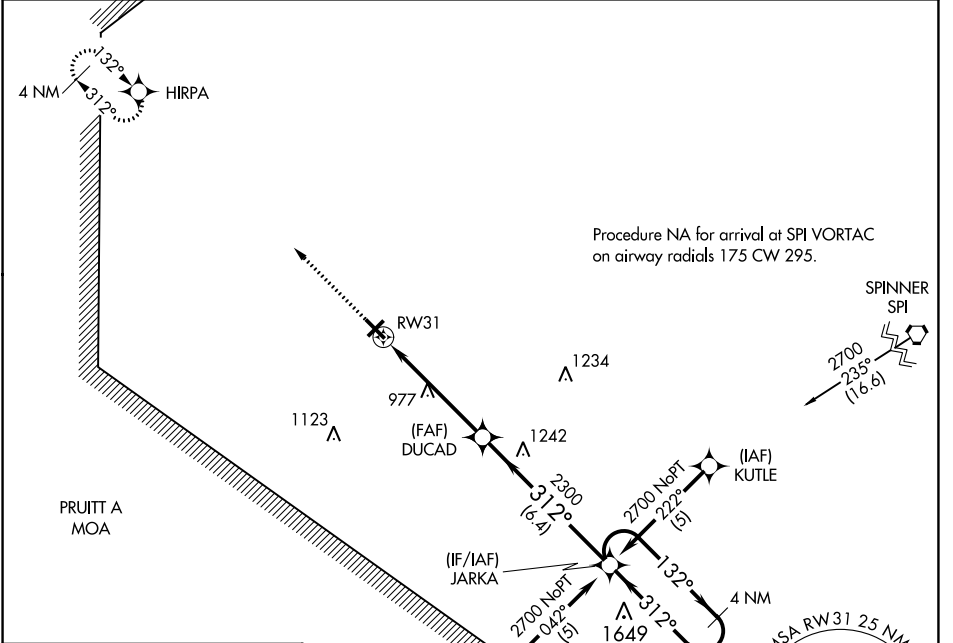 132°
4 NM
HIRPA
312°
Procedure NA for arrival at SPI VORTAC
on airway radials 175 CW 295.
SPINNER
SPI
RW31
2700
235°
(16.6)
1234
977
1123
(FAF)
DUCAD
1242
(IAF)
KUTLE
2300
312°
(6.4)
2700 NoPT
222°
(5)
PRUITT A
MOA
(IF/IAF)
JARKA
132°
4 NM
2700 NoPT
042°
(5)
312°
1649
MSA RW31 25 NM